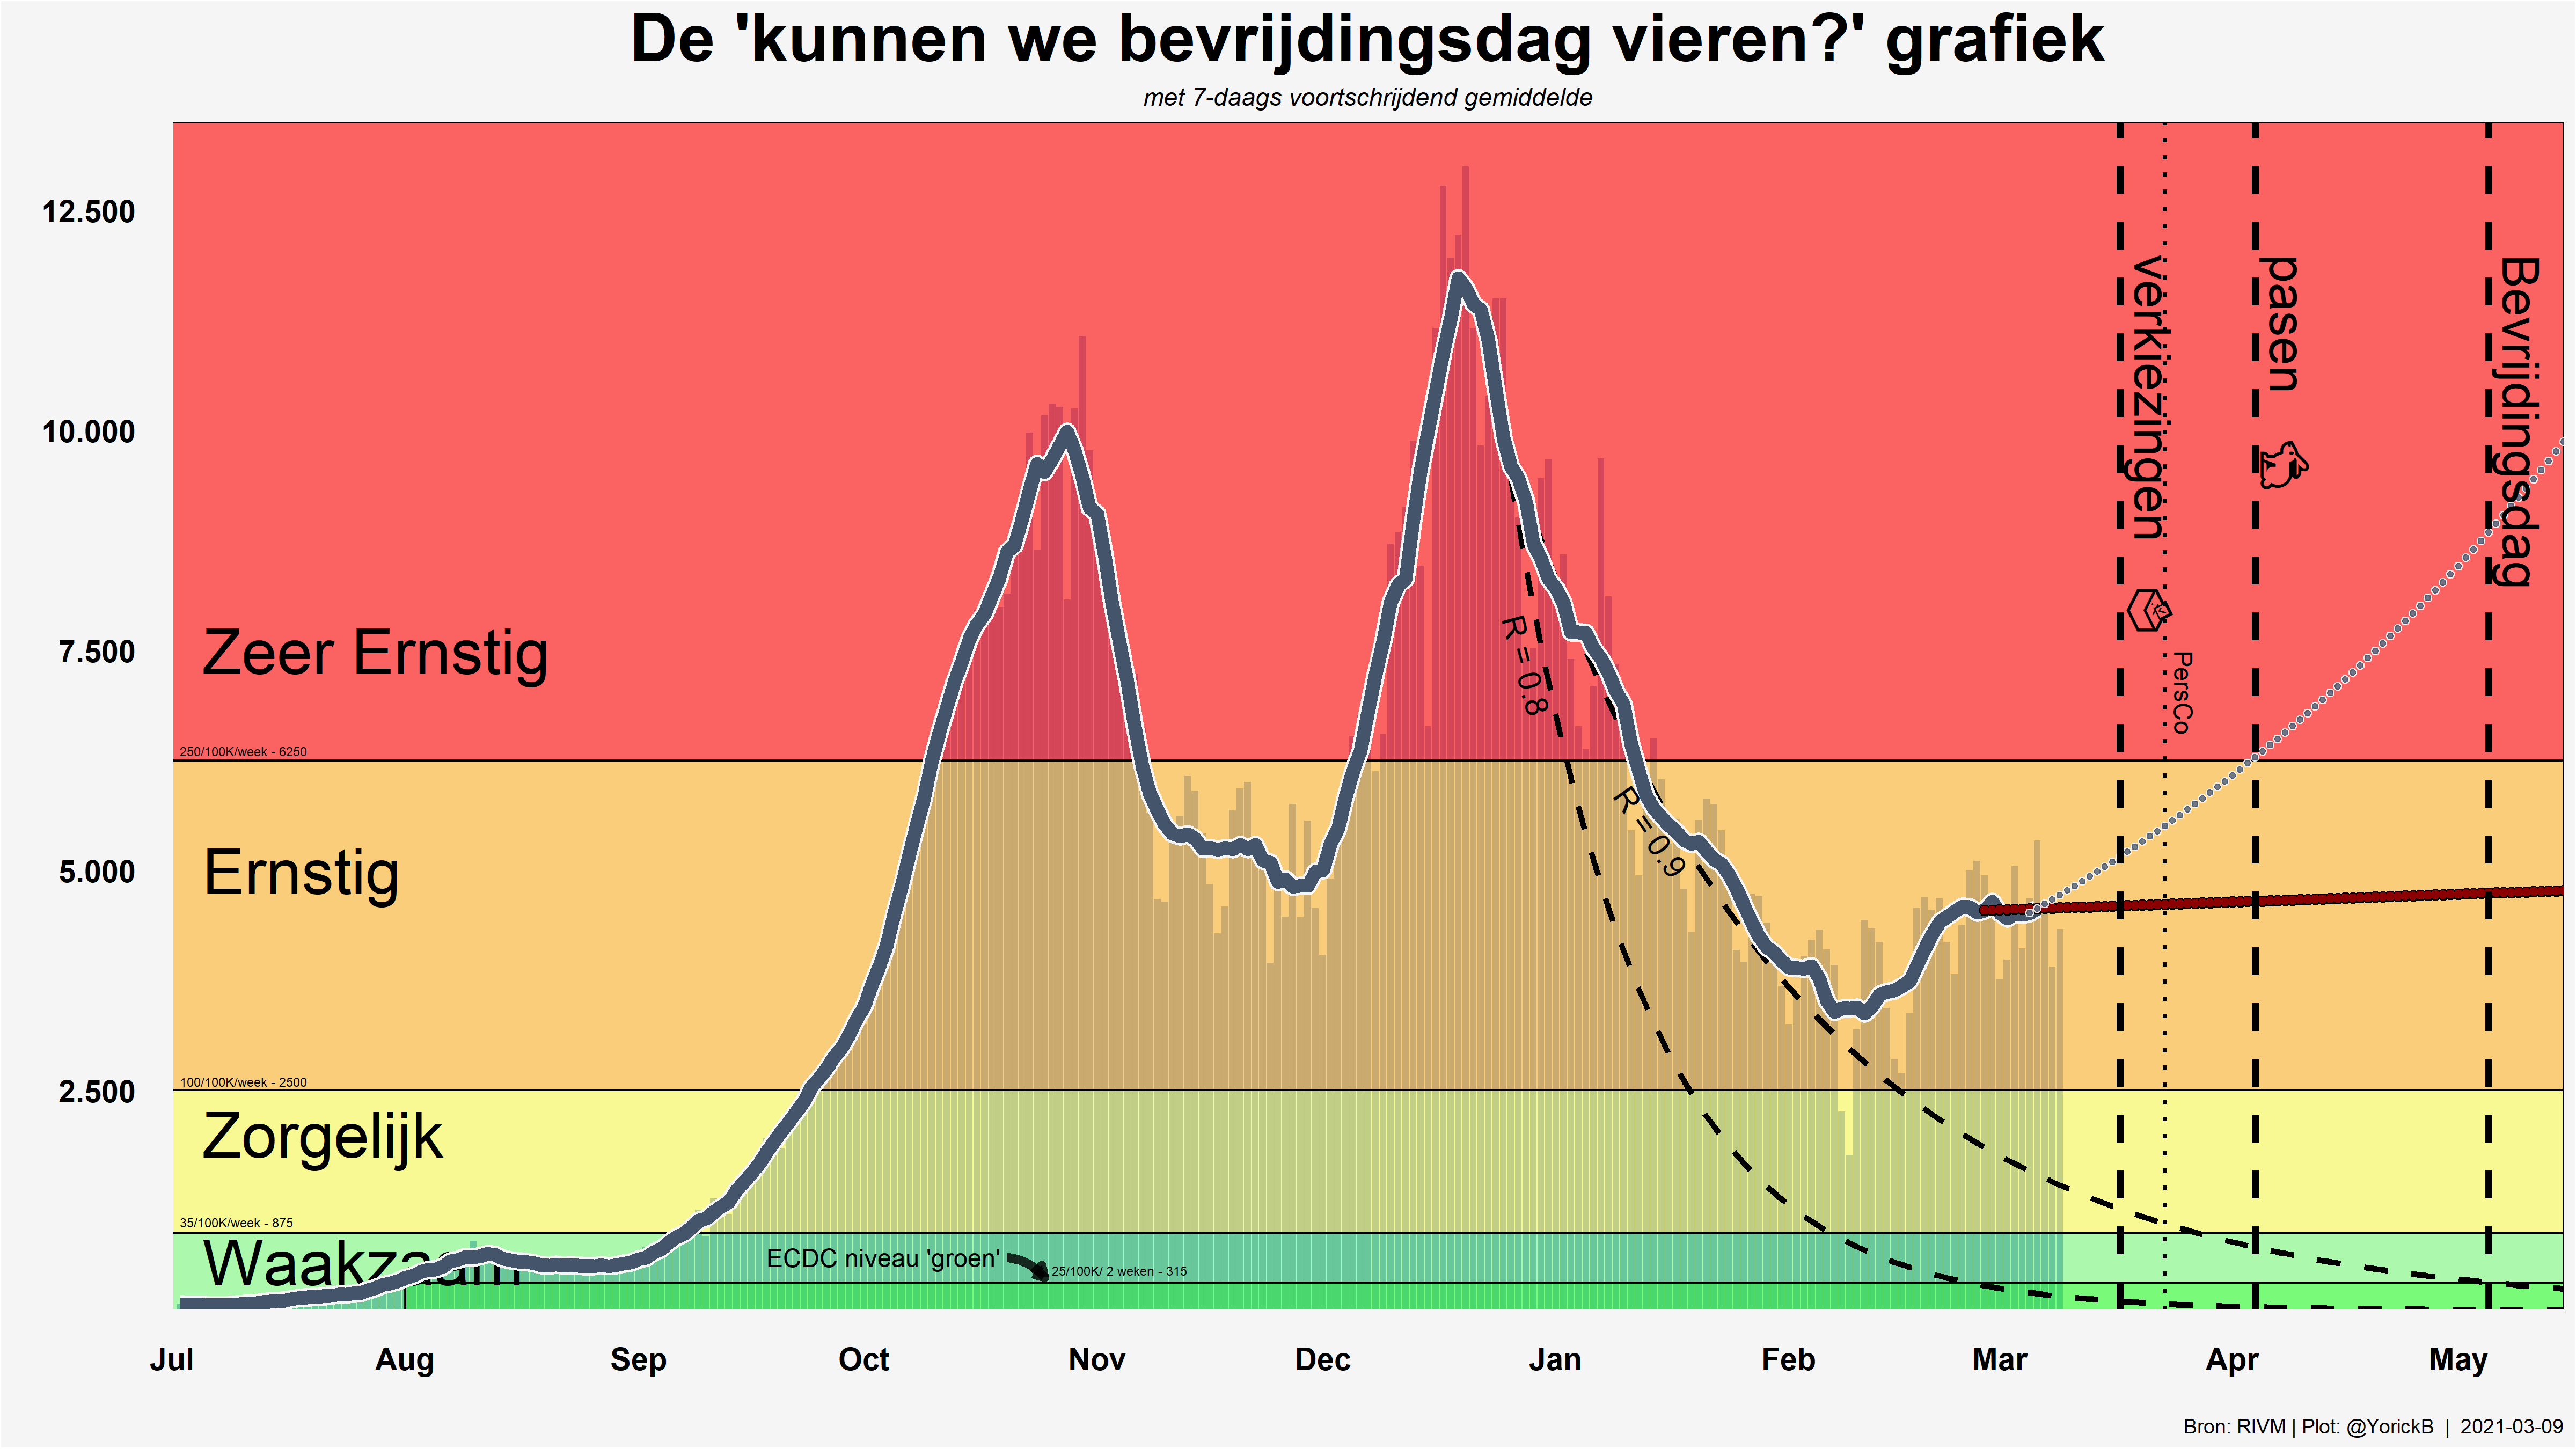 De 'kunnen we bevrijdingsdag vieren?' grafiek
met 7-daags voortschrijdend gemiddelde
12.500
10.000
7.500
5.000
2.500
Zeer Ernstig
250/100K/week - 6250
Ernstig
100/100K/week - 2500
Zorgelijk
35/100K/week - 875
Waakzaam
ECDC niveau 'groen'
25/100K/ 2 weken - 315
R =0.8
R =0.9
verkiezingen
PersCo
pasen
Bevrijdingsdag
Jul Aug Sep Oct Nov Dec Jan Feb Mar Apr May
Bron: RIVM | Plot: @YorickB | 2021-03-09